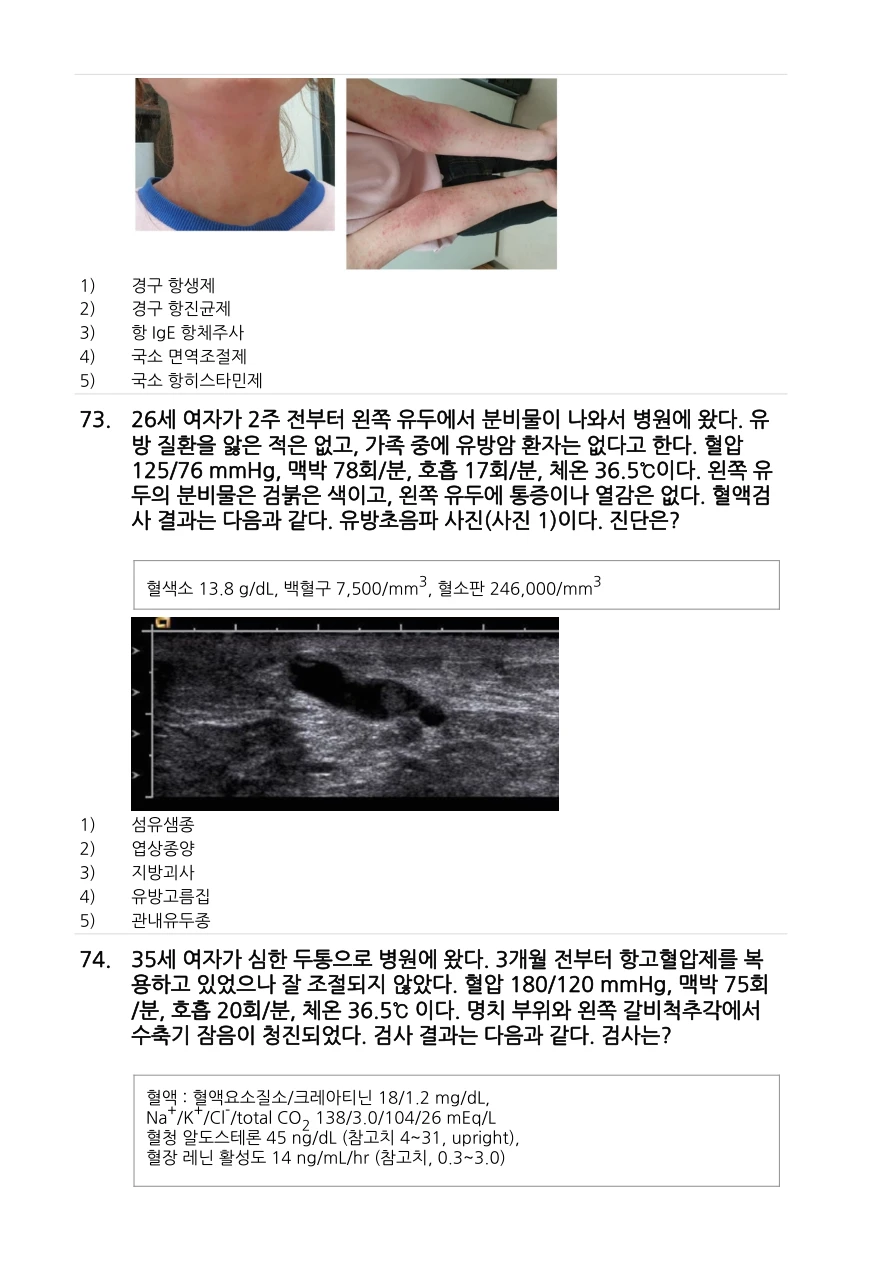 1) 경구 항생제
2) 경구 항진균제
3) 항 IgE 항체주사
4) 국소 면역조절제
5) 국소 항히스타민제
73. 26세 여자가 2주 전부터 왼쪽 유두에서 분비물이 나와서 병원에 왔다. 유
방 질환을 앓은 적은 없고, 가족 중에 유방암 환자는 없다고 한다. 혈압
125/76 mmHg, 맥박 78회/분, 호흡 17회/분, 체온 36.5℃이다. 왼쪽 유
두의 분비물은 검붉은 색이고, 왼쪽 유두에 통증이나 열감은 없다. 혈액검
사 결과는 다음과 같다. 유방초음파 사진(사진 1)이다. 진단은?
혈색소 13.8 g/dL, 백혈구 7,500/mm³, 혈소판 246,000/mm³
1) 섬유샘종
2) 엽상종양
3) 지방괴사
4) 유방고름집
5) 관내유두종
74. 35세 여자가 심한 두통으로 병원에 왔다. 3개월 전부터 항고혈압제를 복
용하고 있었으나 잘 조절되지 않았다. 혈압 180/120 mmHg, 맥박 75회
/분, 호흡 20회/분, 체온 36.5℃ 이다. 명치 부위와 왼쪽 갈비척추각에서
수축기 잡음이 청진되었다. 검사 결과는 다음과 같다. 검사는?
혈액 : 혈액요소질소/크레아티닌 18/1.2 mg/dL,
Na⁺/K⁺/Cl⁻/total CO₂ 138/3.0/104/26 mEq/L
혈청 알도스테론 45 ng/dL (참고치 4~31, upright),
혈장 레닌 활성도 14 ng/mL/hr (참고치, 0.3~3.0)